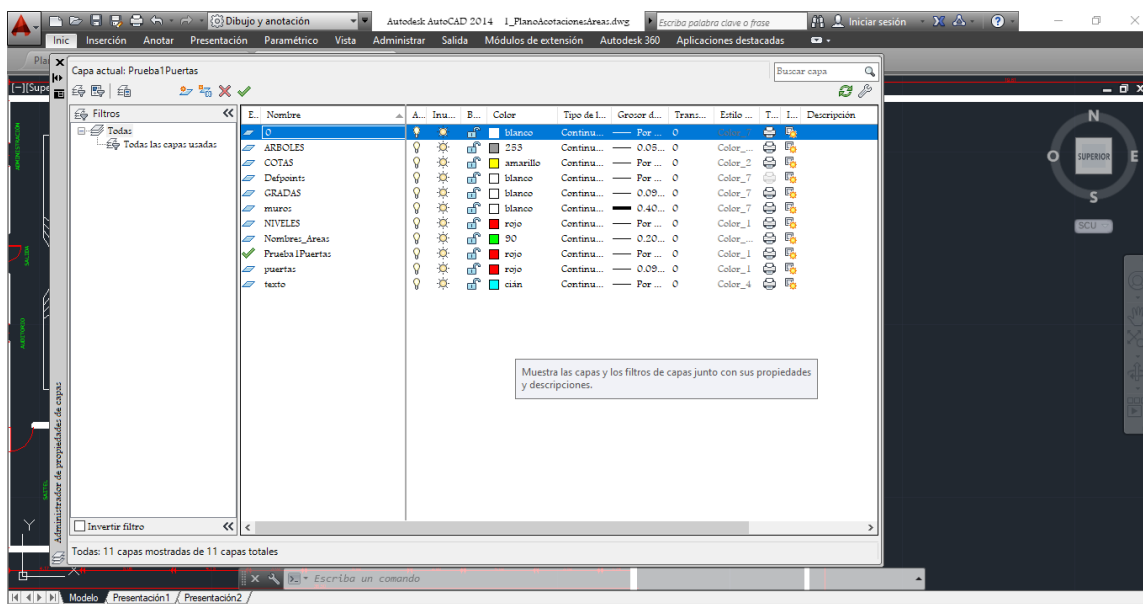 Dibujo y anotación
Autodesk AutoCAD 2014 1_PlanoAcotacionesAreas.dwg
Escriba palabra clave o frase
Iniciar sesión
Inic Inserción Anotar Presentación Paramétrico Vista Administrar Salida Módulos de extensión Autodesk 360 Aplicaciones destacadas
Capa actual: Prueba1Puertas
Buscar capa
[−][Supe
Filtros
Todas
Todas las capas usadas
E.. Nombre A... Inu... B... Color Tipo de l... Grosor d... Trans... Estilo ... T... I... Descripción
0 blanco Continu... Por ... 0 Color_7
ARBOLES 253 Continu... 0.05... 0 Color_...
COTAS amarillo Continu... Por ... 0 Color_2
Defpoints blanco Continu... Por ... 0 Color_7
GRADAS blanco Continu... 0.09... 0 Color_7
muros blanco Continu... 0.40... 0 Color_7
NIVELES rojo Continu... Por ... 0 Color_1
Nombres_Areas 90 Continu... 0.20... 0 Color_...
Prueba1Puertas rojo Continu... Por ... 0 Color_1
puertas rojo Continu... 0.09... 0 Color_1
texto cián Continu... Por ... 0 Color_4
Muestra las capas y los filtros de capas junto con sus propiedades
y descripciones.
N
O SUPERIOR E
S
SCU
Administrador de propiedades de capas
Invertir filtro
Todas: 11 capas mostradas de 11 capas totales
Y
X
Escriba un comando
Modelo Presentación1 Presentación2